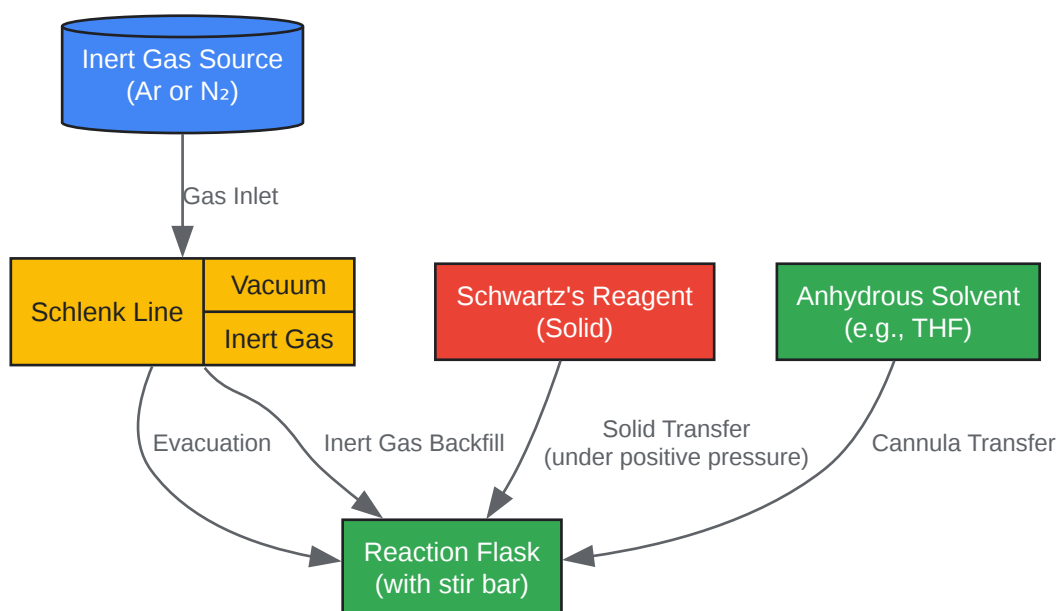 Inert Gas Source
(Ar or N₂)
Gas Inlet
Schlenk Line
Vacuum
Inert Gas
Schwartz's Reagent
(Solid)
Anhydrous Solvent
(e.g., THF)
Evacuation
Inert Gas Backfill
Solid Transfer
(under positive pressure)
Cannula Transfer
Reaction Flask
(with stir bar)